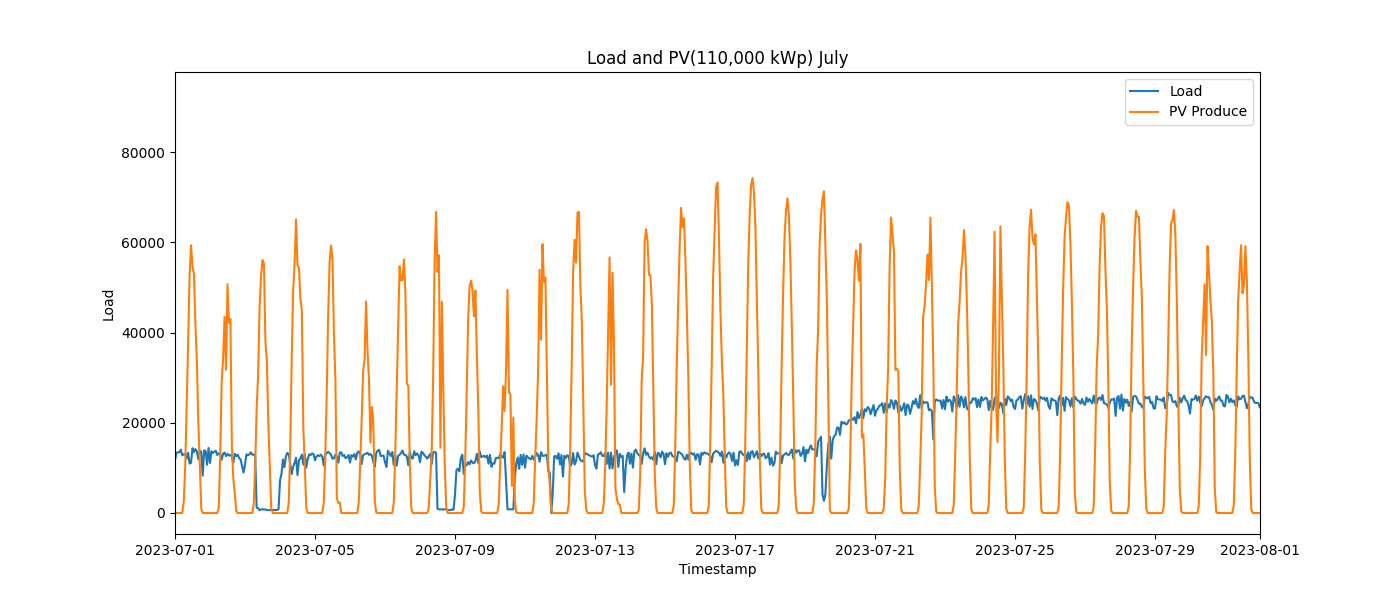 Load and PV(110,000 kWp) July
Load
PV Produce
80000
60000
40000
20000
0
Load
2023-07-01
2023-07-05
2023-07-09
2023-07-13
2023-07-17
2023-07-21
2023-07-25
2023-07-29
2023-08-01
Timestamp